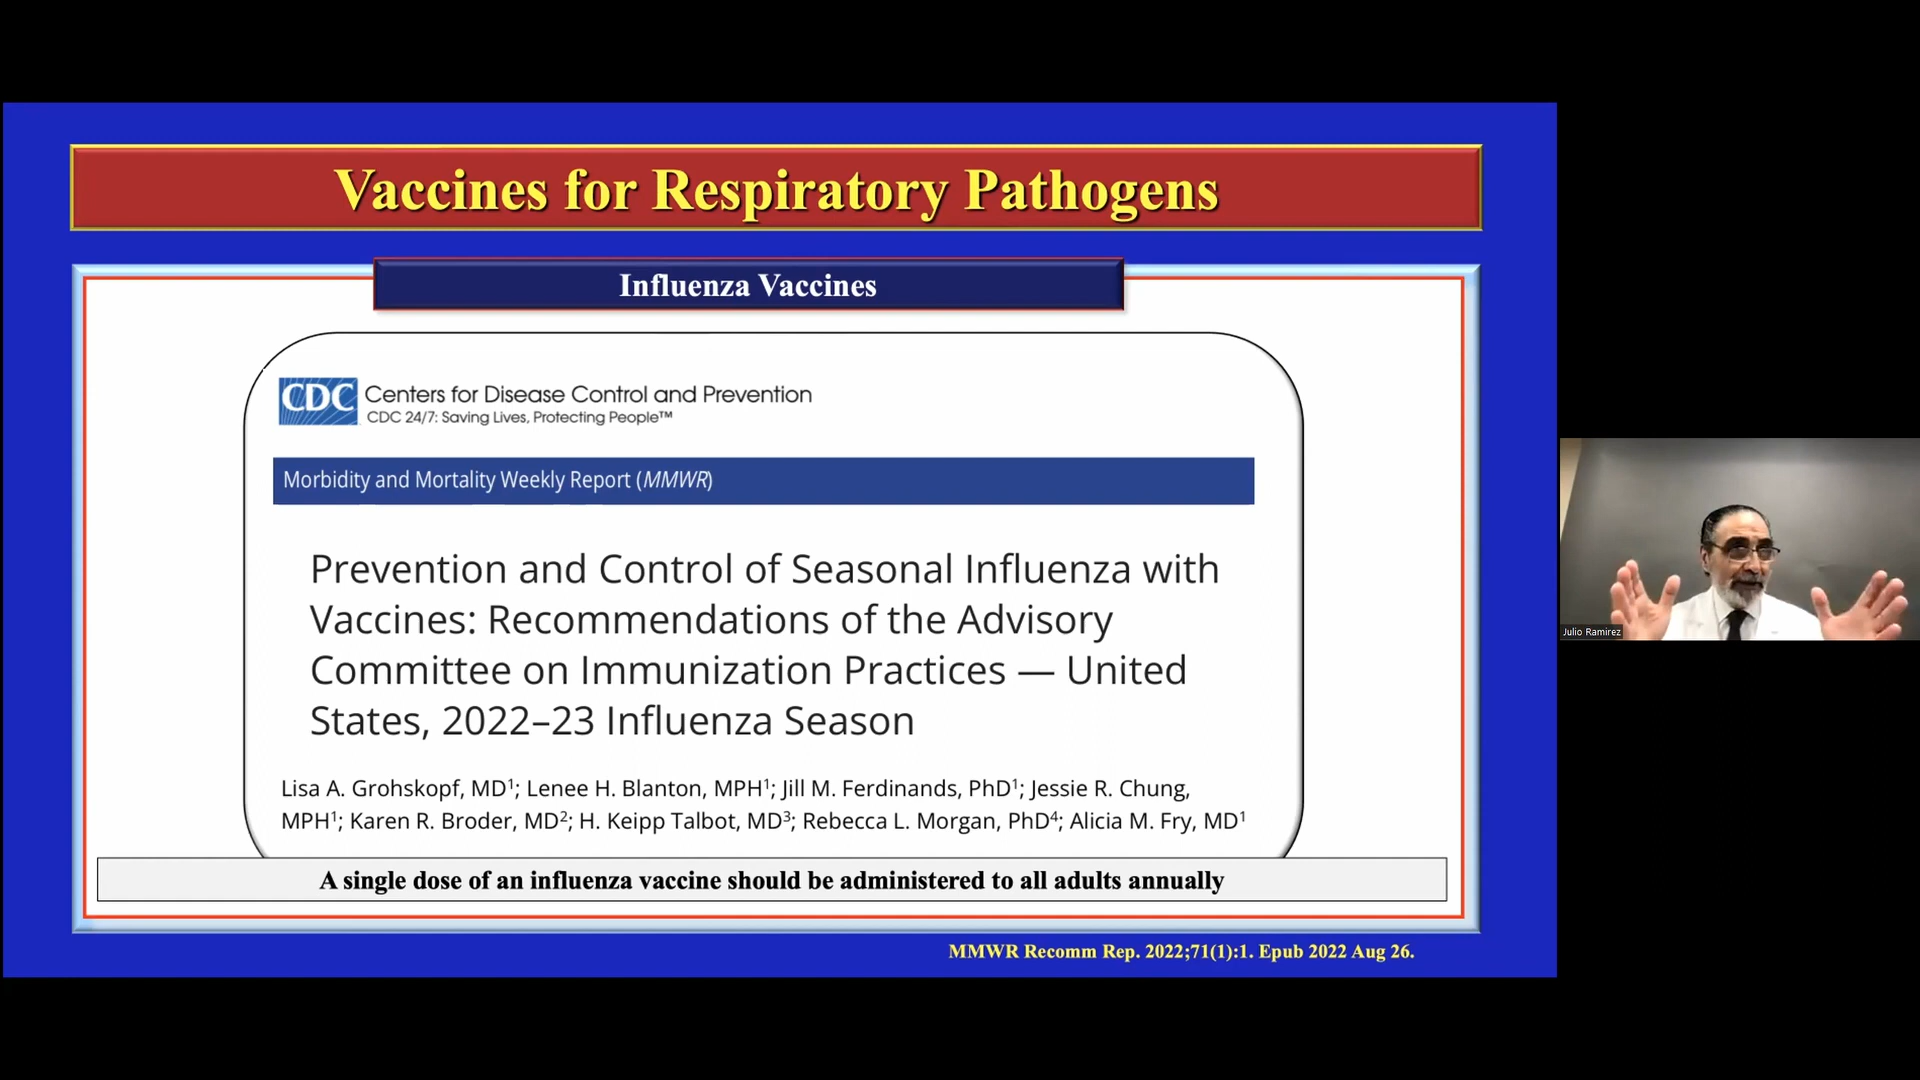 Vaccines for Respiratory Pathogens
Influenza Vaccines
CDC Centers for Disease Control and Prevention
CDC 24/7: Saving Lives, Protecting People™
Morbidity and Mortality Weekly Report (MMWR)
Prevention and Control of Seasonal Influenza with
Vaccines: Recommendations of the Advisory
Committee on Immunization Practices — United
States, 2022–23 Influenza Season
Lisa A. Grohskopf, MD¹; Lenee H. Blanton, MPH¹; Jill M. Ferdinands, PhD¹; Jessie R. Chung,
MPH¹; Karen R. Broder, MD²; H. Keipp Talbot, MD³; Rebecca L. Morgan, PhD⁴; Alicia M. Fry, MD¹
A single dose of an influenza vaccine should be administered to all adults annually
MMWR Recomm Rep. 2022;71(1):1. Epub 2022 Aug 26.
Julio Ramirez